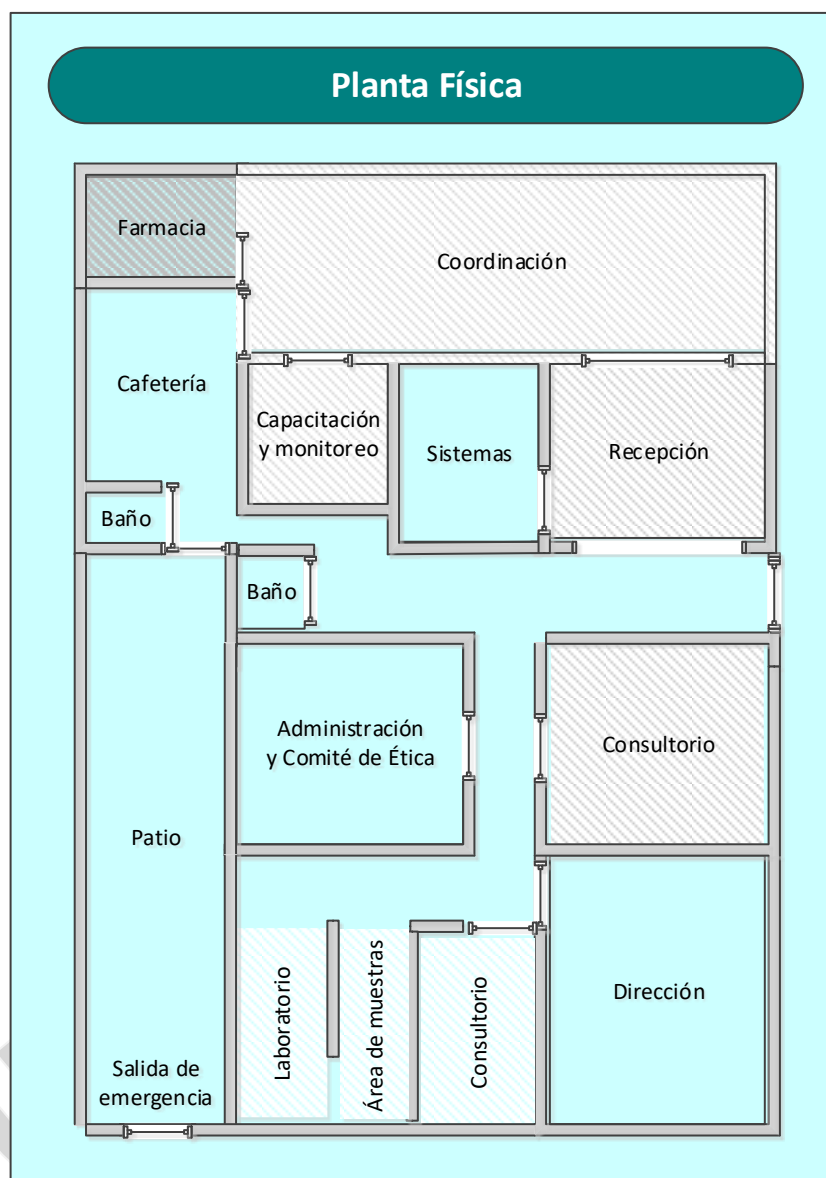 Planta Física
Farmacia
Coordinación
Cafetería
Capacitación
y monitoreo
Sistemas
Recepción
Baño
Baño
Administración
y Comité de Ética
Consultorio
Patio
Laboratorio
Área de muestras
Consultorio
Dirección
Salida de
emergencia